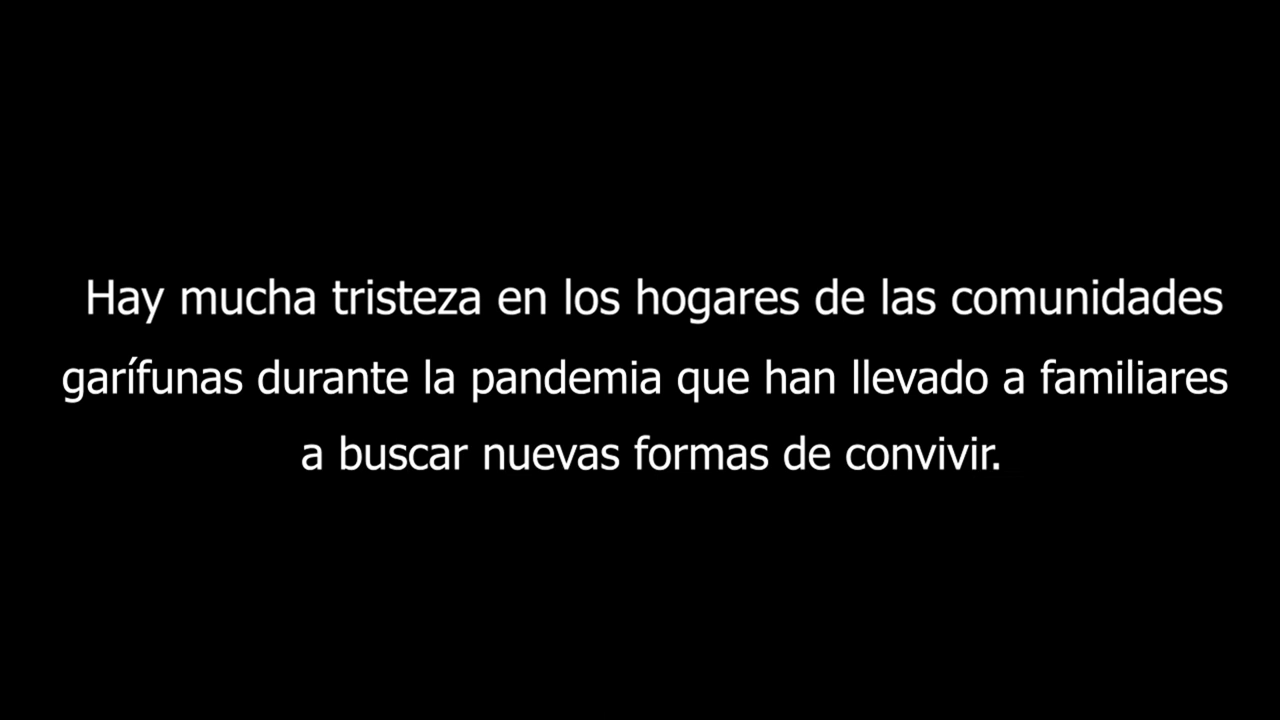 Hay mucha tristeza en los hogares de las comunidades
garífunas durante la pandemia que han llevado a familiares
a buscar nuevas formas de convivir.